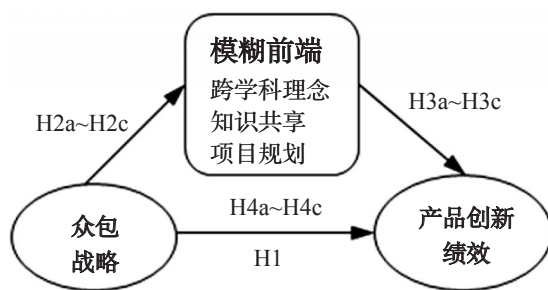 模糊前端
跨学科理念
知识共享
项目规划
H2a~H2c
H3a~H3c
众包
战略
H4a~H4c
H1
产品创新
绩效